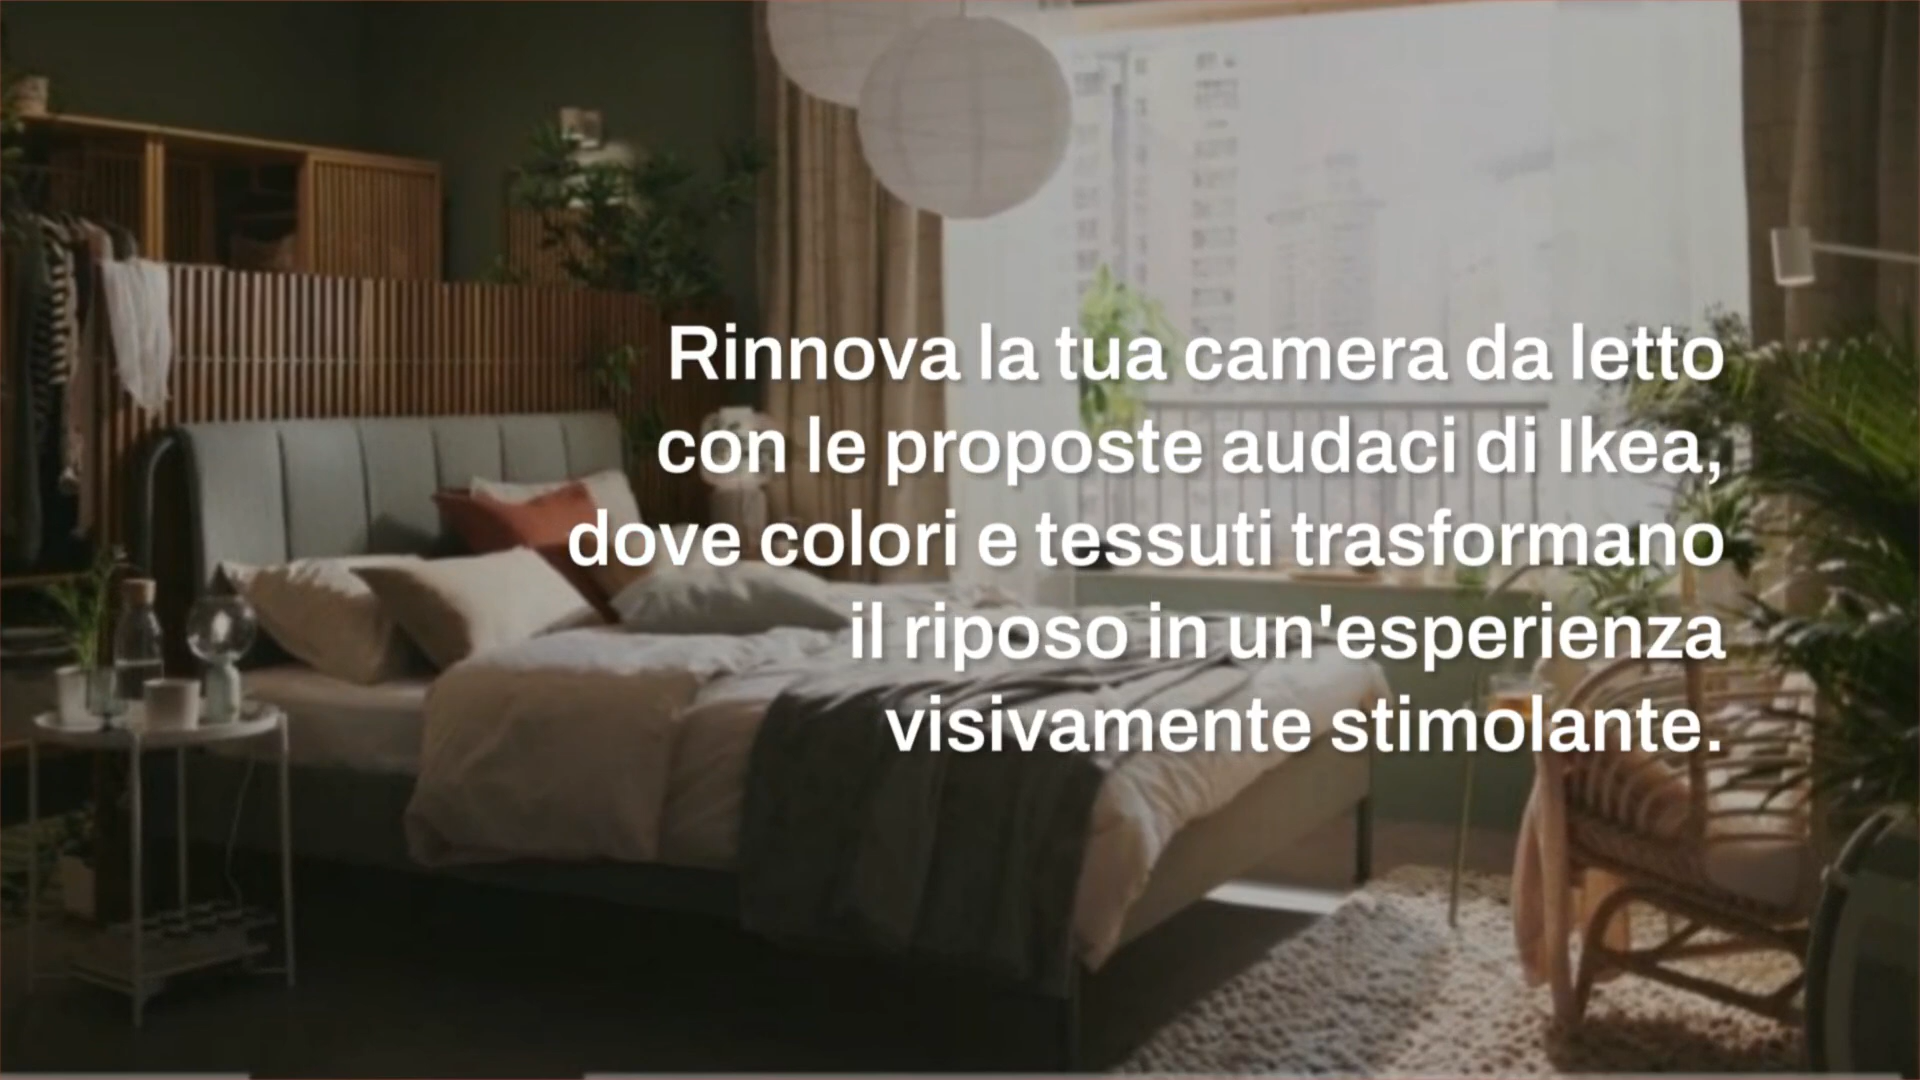 Rinnova la tua camera da letto
con le proposte audaci di Ikea,
dove colori e tessuti trasformano
il riposo in un'esperienza
visivamente stimolante.